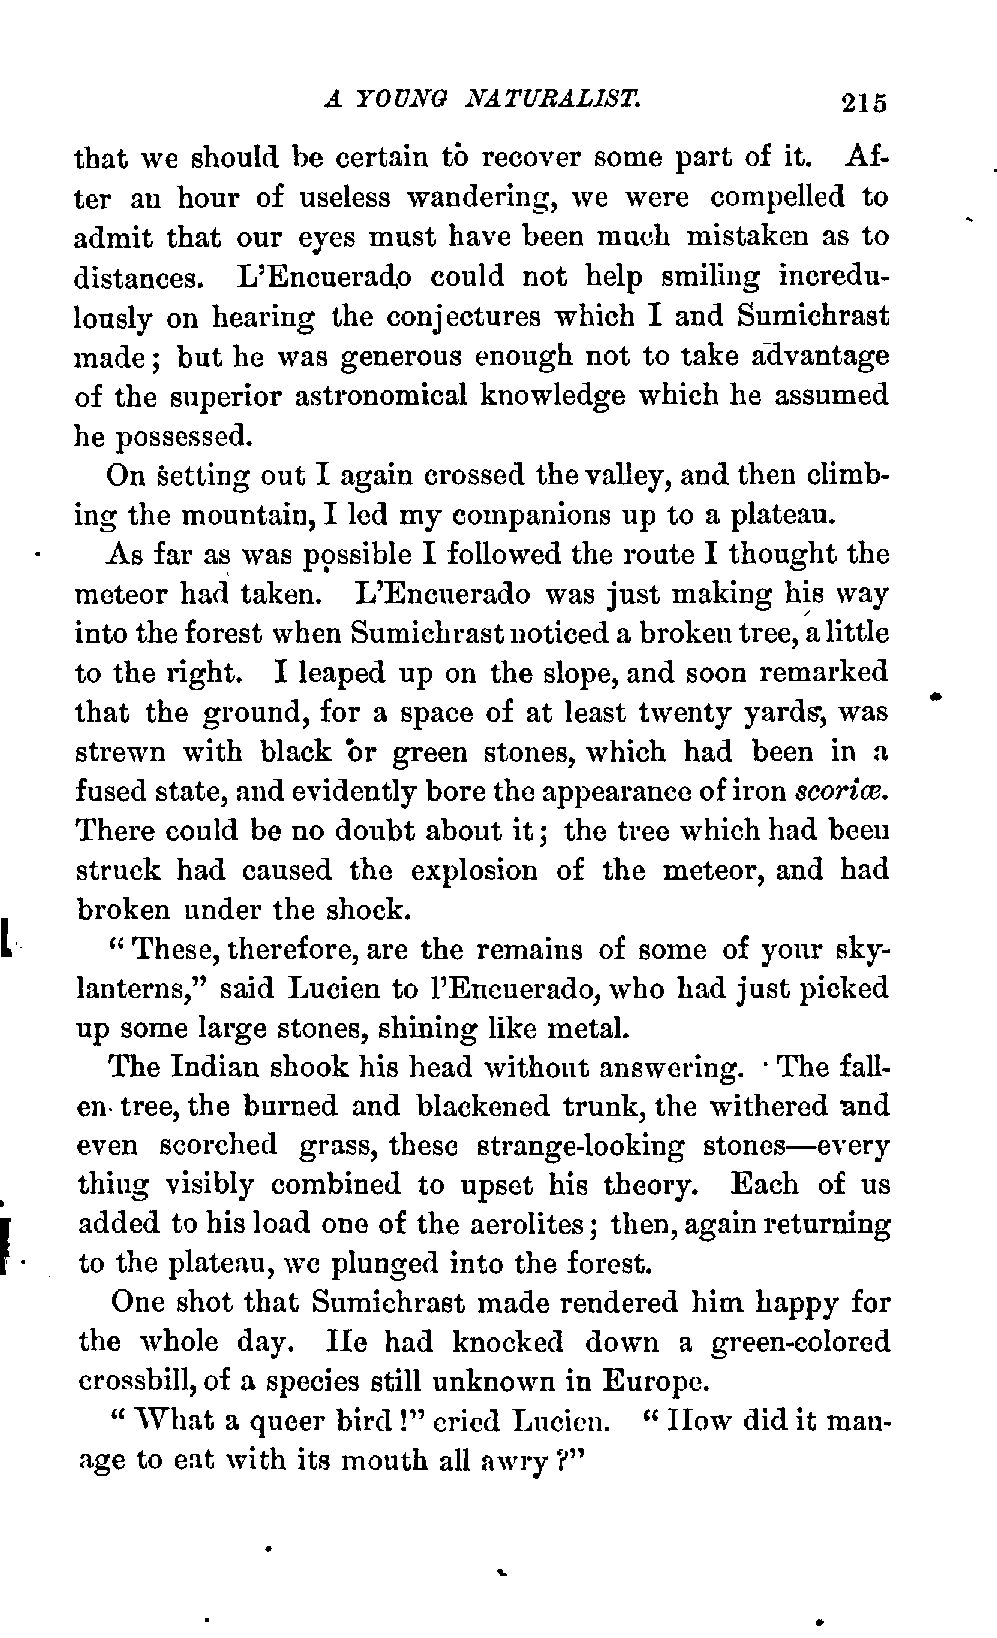 A YOUNG NATURALIST. 215
that we should be certain to recover some part of it. Af-
ter an hour of useless wandering, we were compelled to
admit that our eyes must have been much mistaken as to
distances. L'Encuerado could not help smiling incredu-
lously on hearing the conjectures which I and Sumichrast
made; but he was generous enough not to take advantage
of the superior astronomical knowledge which he assumed
he possessed.
On setting out I again crossed the valley, and then climb-
ing the mountain, I led my companions up to a plateau.
As far as was possible I followed the route I thought the
meteor had taken. L'Encuerado was just making his way
into the forest when Sumichrast noticed a broken tree, a little
to the right. I leaped up on the slope, and soon remarked
that the ground, for a space of at least twenty yards, was
strewn with black or green stones, which had been in a
fused state, and evidently bore the appearance of iron scoriæ.
There could be no doubt about it; the tree which had been
struck had caused the explosion of the meteor, and had
broken under the shock.
"These, therefore, are the remains of some of your sky-
lanterns," said Lucien to l'Encuerado, who had just picked
up some large stones, shining like metal.
The Indian shook his head without answering. The fall-
en tree, the burned and blackened trunk, the withered and
even scorched grass, these strange-looking stones—every
thing visibly combined to upset his theory. Each of us
added to his load one of the aerolites; then, again returning
to the plateau, we plunged into the forest.
One shot that Sumichrast made rendered him happy for
the whole day. He had knocked down a green-colored
crossbill, of a species still unknown in Europe.
"What a queer bird!" cried Lucien. "How did it man-
age to eat with its mouth all awry?"